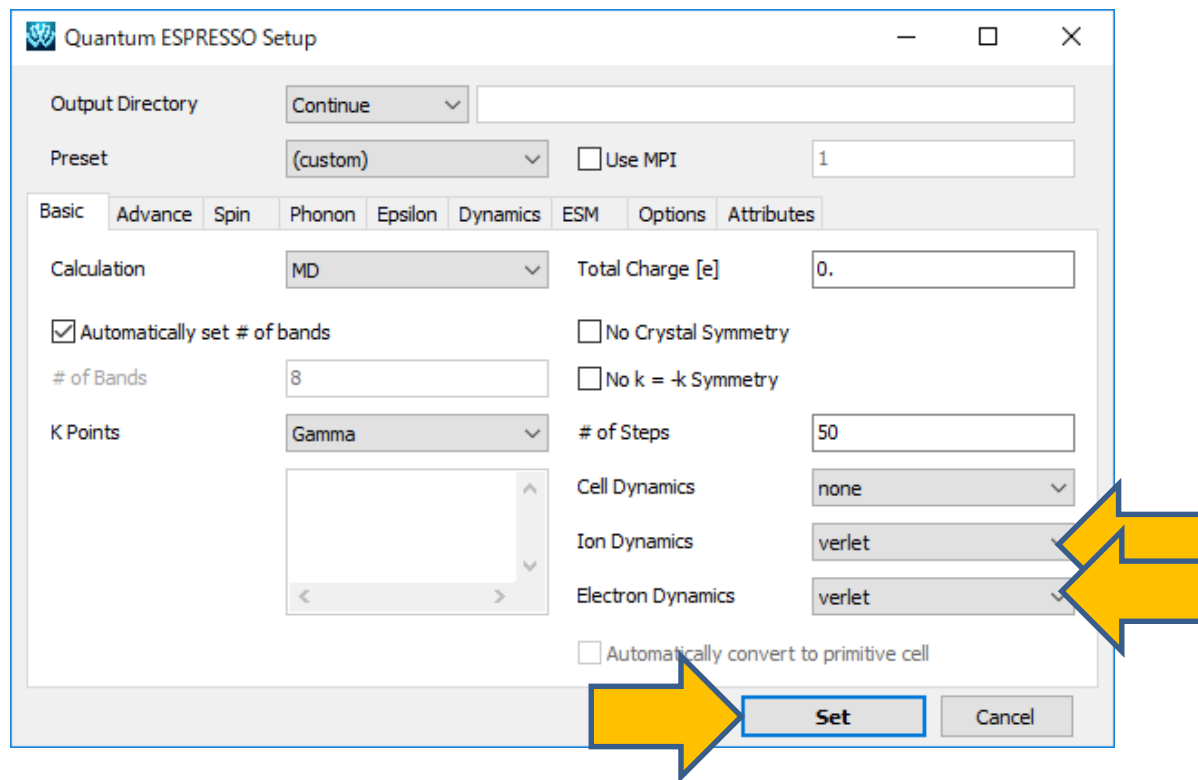 Quantum ESPRESSO Setup
Output Directory Continue
Preset (custom) Use MPI 1
Basic Advance Spin Phonon Epsilon Dynamics ESM Options Attributes
Calculation MD Total Charge [e] 0.
Automatically set # of bands No Crystal Symmetry
# of Bands 8 No k = -k Symmetry
K Points Gamma # of Steps 50
Cell Dynamics none
Ion Dynamics verlet
Electron Dynamics verlet
Automatically convert to primitive cell
Set Cancel